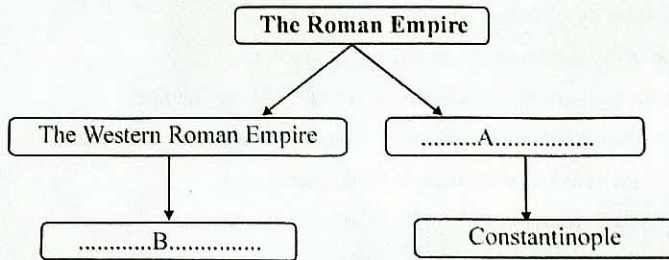 The Roman Empire
The Western Roman Empire
..........A.................
............B...............
Constantinople